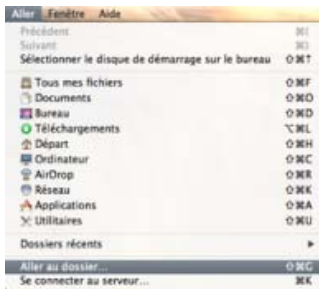 Aller Fenêtre Aide
Précédent ⌘[
Suivant ⌘]
Sélectionner le disque de démarrage sur le bureau ⇧⌘↑
Tous mes fichiers ⇧⌘F
Documents ⇧⌘O
Bureau ⇧⌘D
Téléchargements ⌥⌘L
Départ ⇧⌘H
Ordinateur ⇧⌘C
AirDrop ⇧⌘R
Réseau ⇧⌘K
Applications ⇧⌘A
Utilitaires ⇧⌘U
Dossiers récents ▶
Aller au dossier... ⇧⌘G
Se connecter au serveur... ⌘K